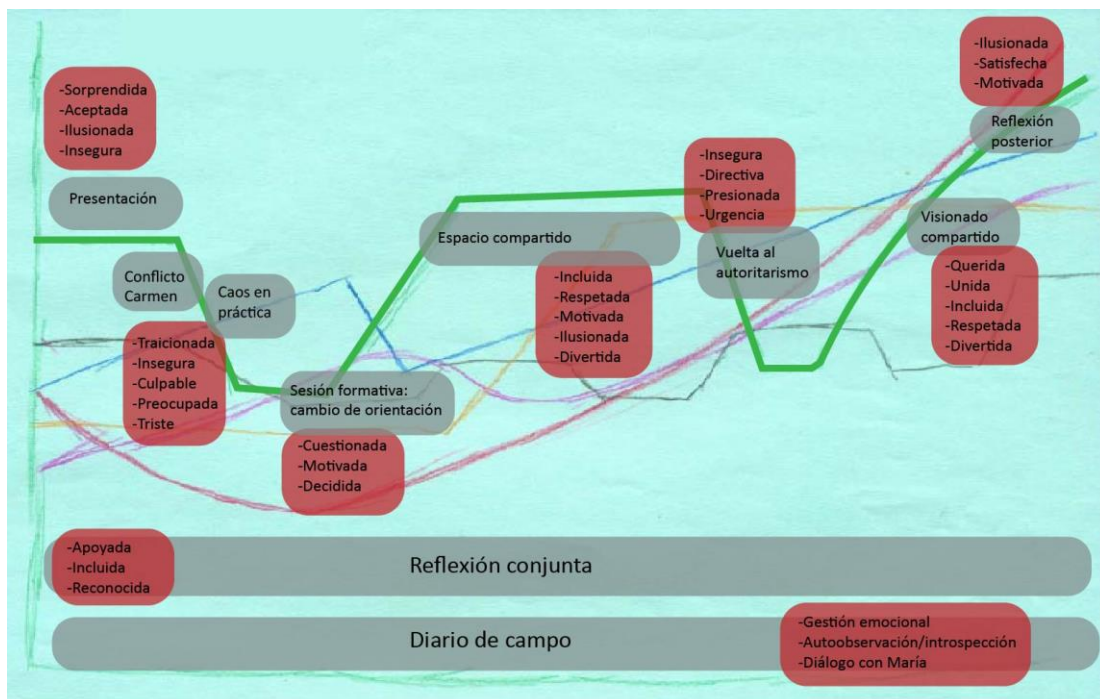 -Sorprendida
-Aceptada
-Ilusionada
-Insegura
Presentación
Conflicto
Carmen
Caos en
práctica
-Traicionada
-Insegura
-Culpable
-Preocupada
-Triste
Sesión formativa:
cambio de orientación
-Cuestionada
-Motivada
-Decidida
Espacio compartido
-Incluida
-Respetada
-Motivada
-Ilusionada
-Divertida
-Insegura
-Directiva
-Presionada
-Urgencia
Vuelta al
autoritarismo
-Ilusionada
-Satisfecha
-Motivada
Reflexión
posterior
Visionado
compartido
-Querida
-Unida
-Incluida
-Respetada
-Divertida
-Apoyada
-Incluida
-Reconocida
Reflexión conjunta
Diario de campo
-Gestión emocional
-Autoobservación/introspección
-Diálogo con María